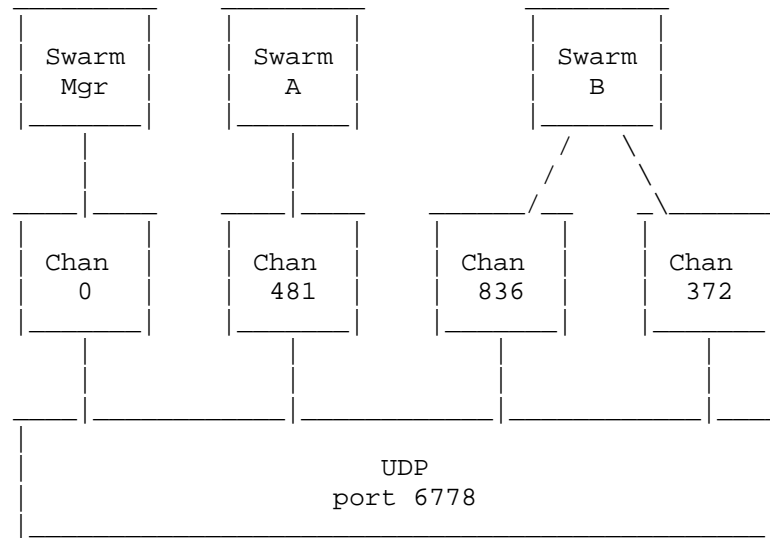 Swarm Swarm Swarm
Mgr A B
Chan Chan Chan Chan
0 481 836 372
UDP
port 6778